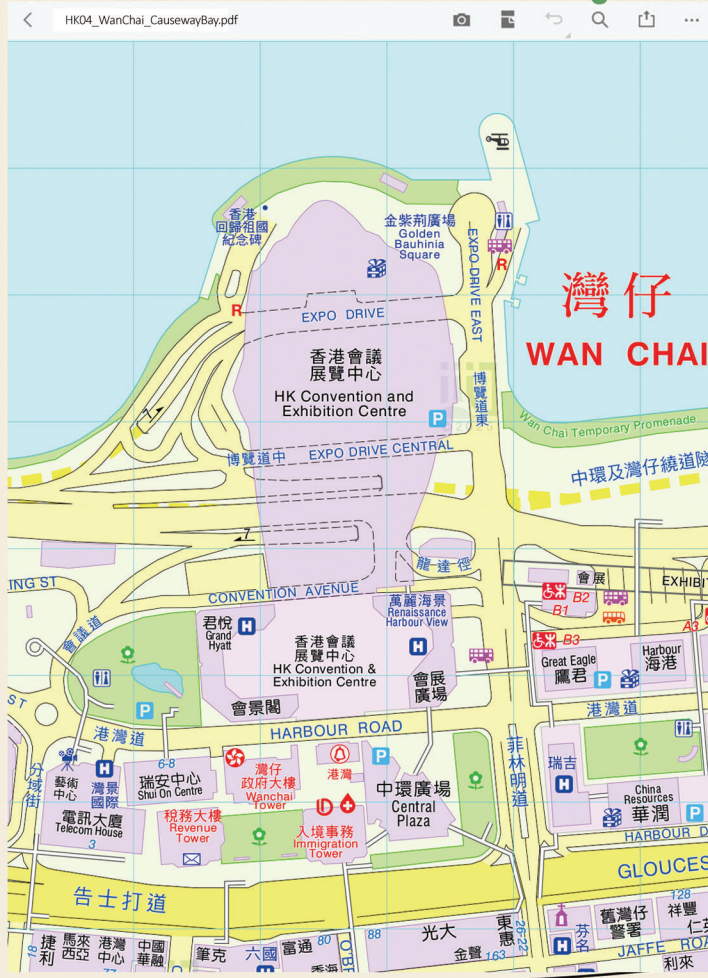 HK04_WanChai_CausewayBay.pdf
香港
回歸祖國
紀念碑
金紫荊廣場
Golden
Bauhinia
Square
EXPO DRIVE EAST
博覽道東
R
R
EXPO DRIVE
灣仔
WAN CHAI
香港會議
展覽中心
HK Convention and
Exhibition Centre
P
Wan Chai Temporary Promenade
博覽道中
EXPO DRIVE CENTRAL
中環及灣仔繞道隧
7
7
龍達徑
ING ST
CONVENTION AVENUE
會議道
會展
EXHIBIT
B2
B1
B3
A3
君悅
Grand
Hyatt
H
萬麗海景
Renaissance
Harbour View
H
香港會議
展覽中心
HK Convention &
Exhibition Centre
會展
廣場
會景閣
Great Eagle
鷹君
P
Harbour
海港
P
ST
港灣道
HARBOUR ROAD
港灣道
分域街
菲林明道
藝術
中心
H
灣景
國際
6-8
瑞安中心
Shui On Centre
灣仔
政府大樓
Wanchai
Tower
港灣
P
中環廣場
Central
Plaza
瑞吉
H
China
Resources
華潤
P
電訊大廈
Telecom House
3
稅務大樓
Revenue
Tower
ID
入境事務
Immigration
Tower
HARBOUR D
GLOUCES
告士打道
18
捷利
馬來
西亞
港灣
中心
77
中國
華融
筆克
六國
H
富通
80
香海
O'BR
88
光大
金聲
163
東惠
26-22
H
芬名
舊灣仔
警署
128
祥豐
仁英
JAFFE ROA
利來